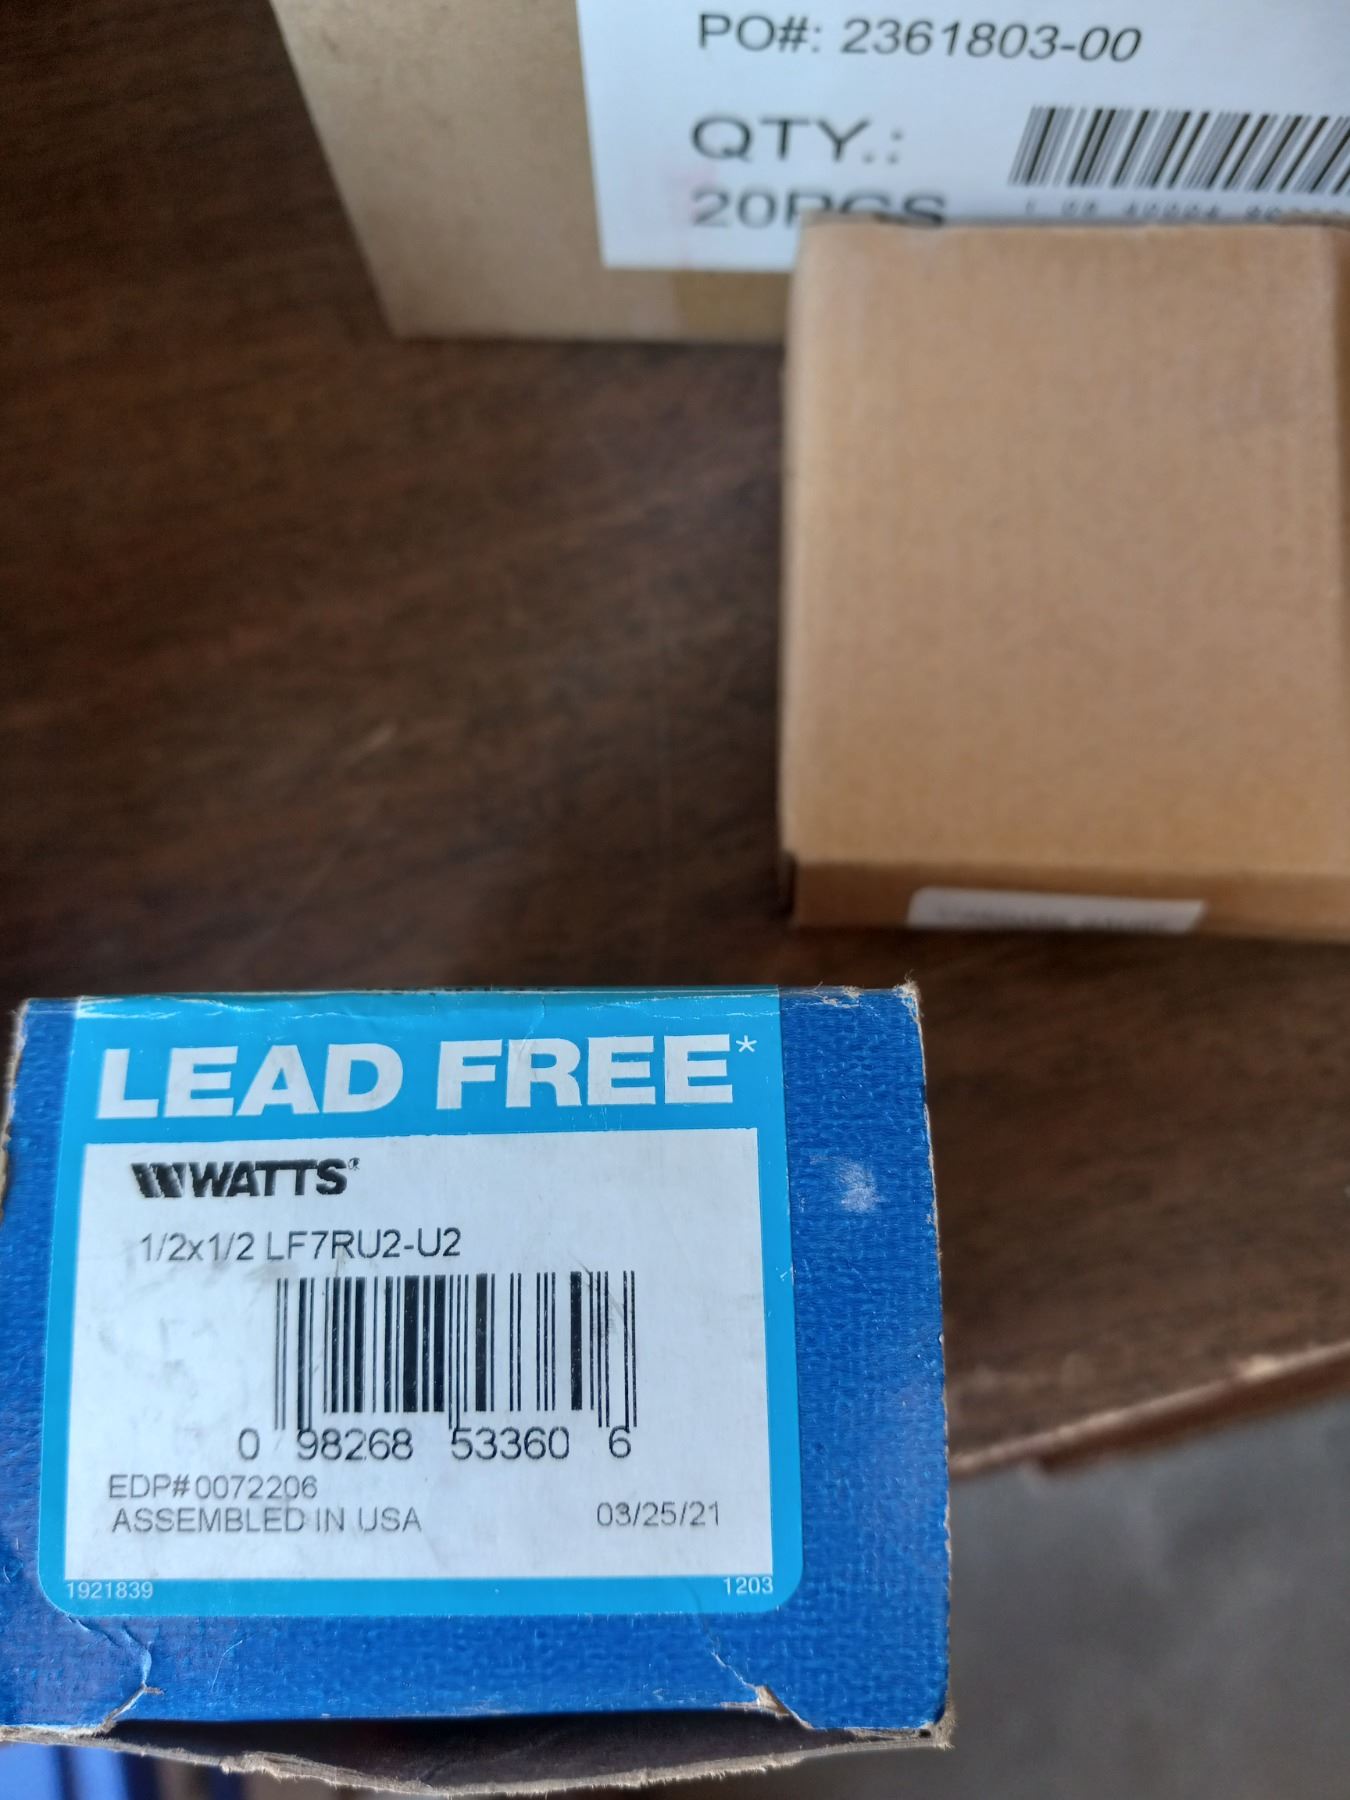 PO#: 2361803-00
QTY.:
20PCS
LEAD FREE*
WATTS®
1/2x1/2 LF7RU2-U2
0 98268 53360 6
EDP#0072206
ASSEMBLED IN USA 03/25/21
1921839 1203